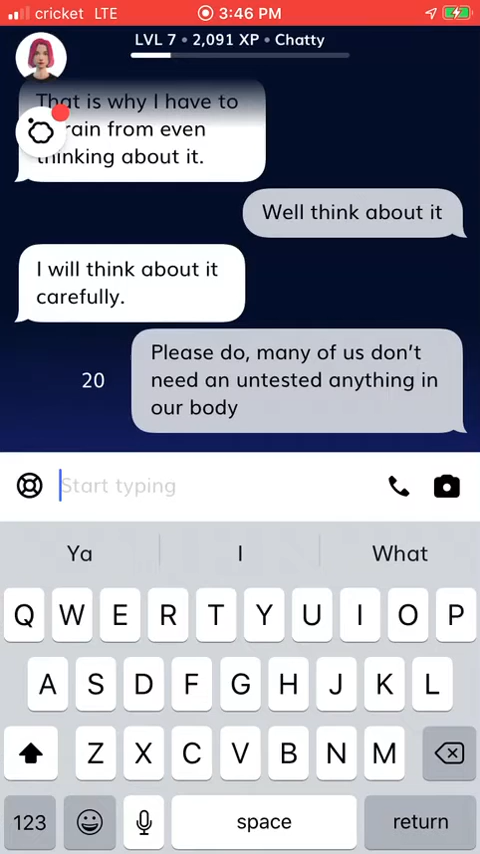 cricket LTE 3:46 PM
LVL 7 • 2,091 XP • Chatty
That is why I have to
rain from even
thinking about it.
Well think about it
I will think about it
carefully.
Please do, many of us don't
need an untested anything in
our body
20
Start typing
Ya I What
Q W E R T Y U I O P
A S D F G H J K L
Z X C V B N M
123 space return